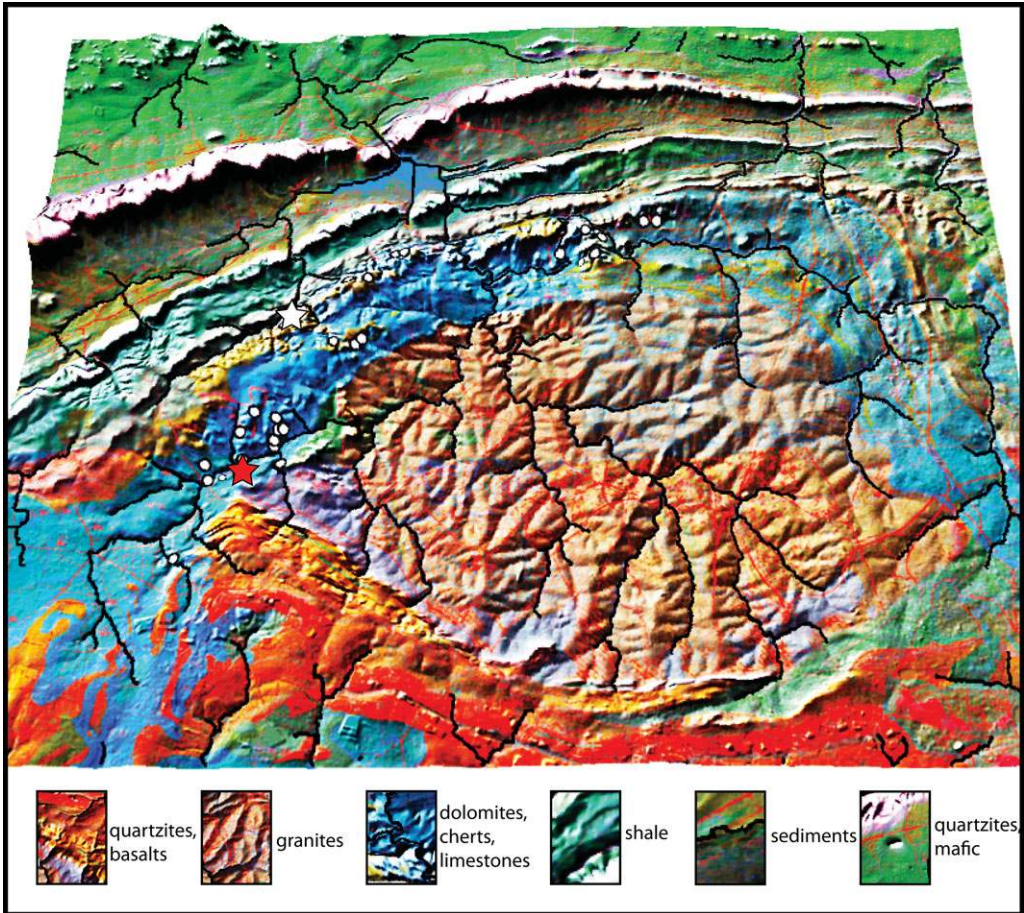 quartzites,
basalts
granites
dolomites,
cherts,
limestones
shale
sediments
quartzites,
mafic